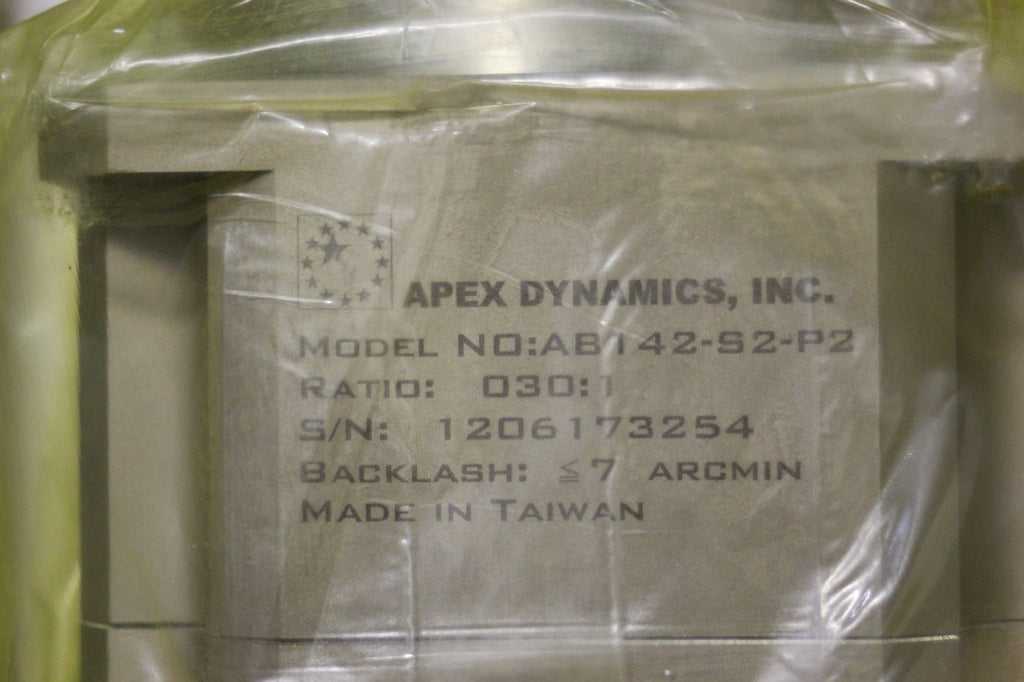 APEX DYNAMICS, INC.
MODEL NO:AB142-S2-P2
RATIO: 030:1
S/N: 1206173254
BACKLASH: ≦7 ARCMIN
MADE IN TAIWAN